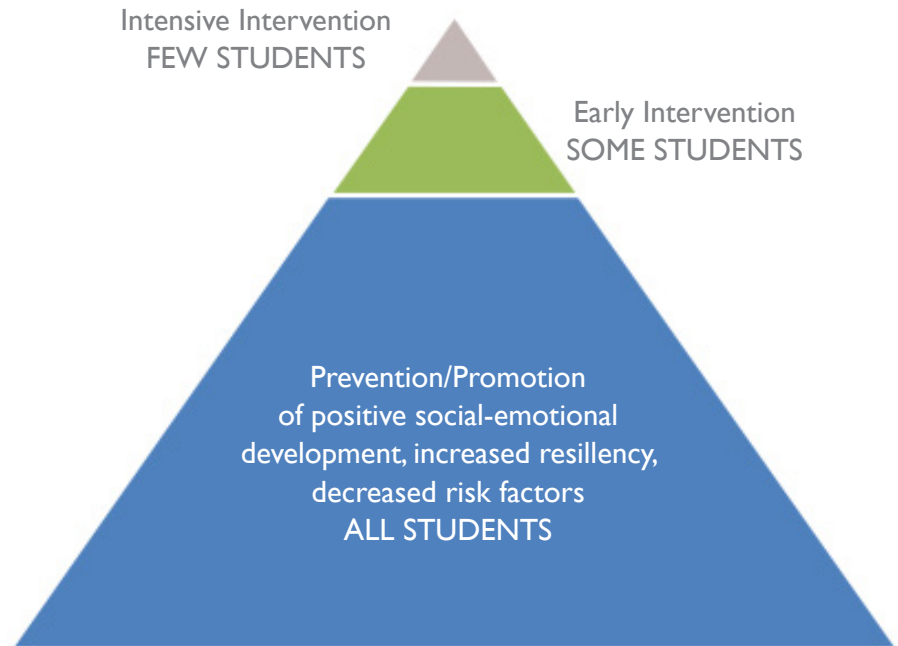 Intensive Intervention
FEW STUDENTS
Early Intervention
SOME STUDENTS
Prevention/Promotion
of positive social-emotional
development, increased resillency,
decreased risk factors
ALL STUDENTS